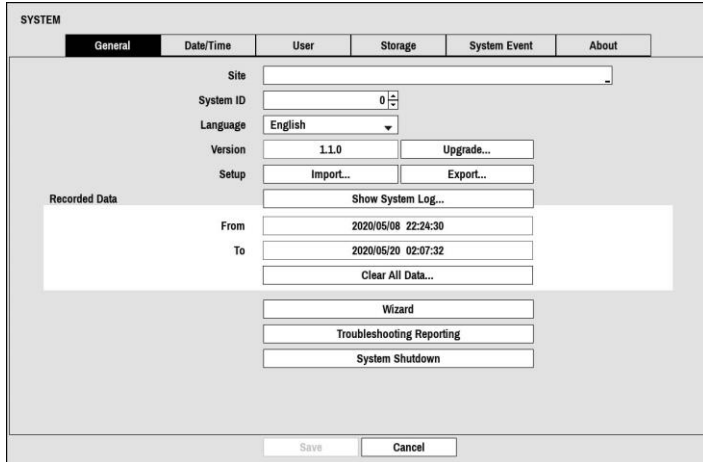 SYSTEM
General Date/Time User Storage System Event About
Site
System ID 0
Language English
Version 1.1.0 Upgrade...
Setup Import... Export...
Recorded Data Show System Log...
From 2020/05/08 22:24:30
To 2020/05/20 02:07:32
Clear All Data...
Wizard
Troubleshooting Reporting
System Shutdown
Save Cancel